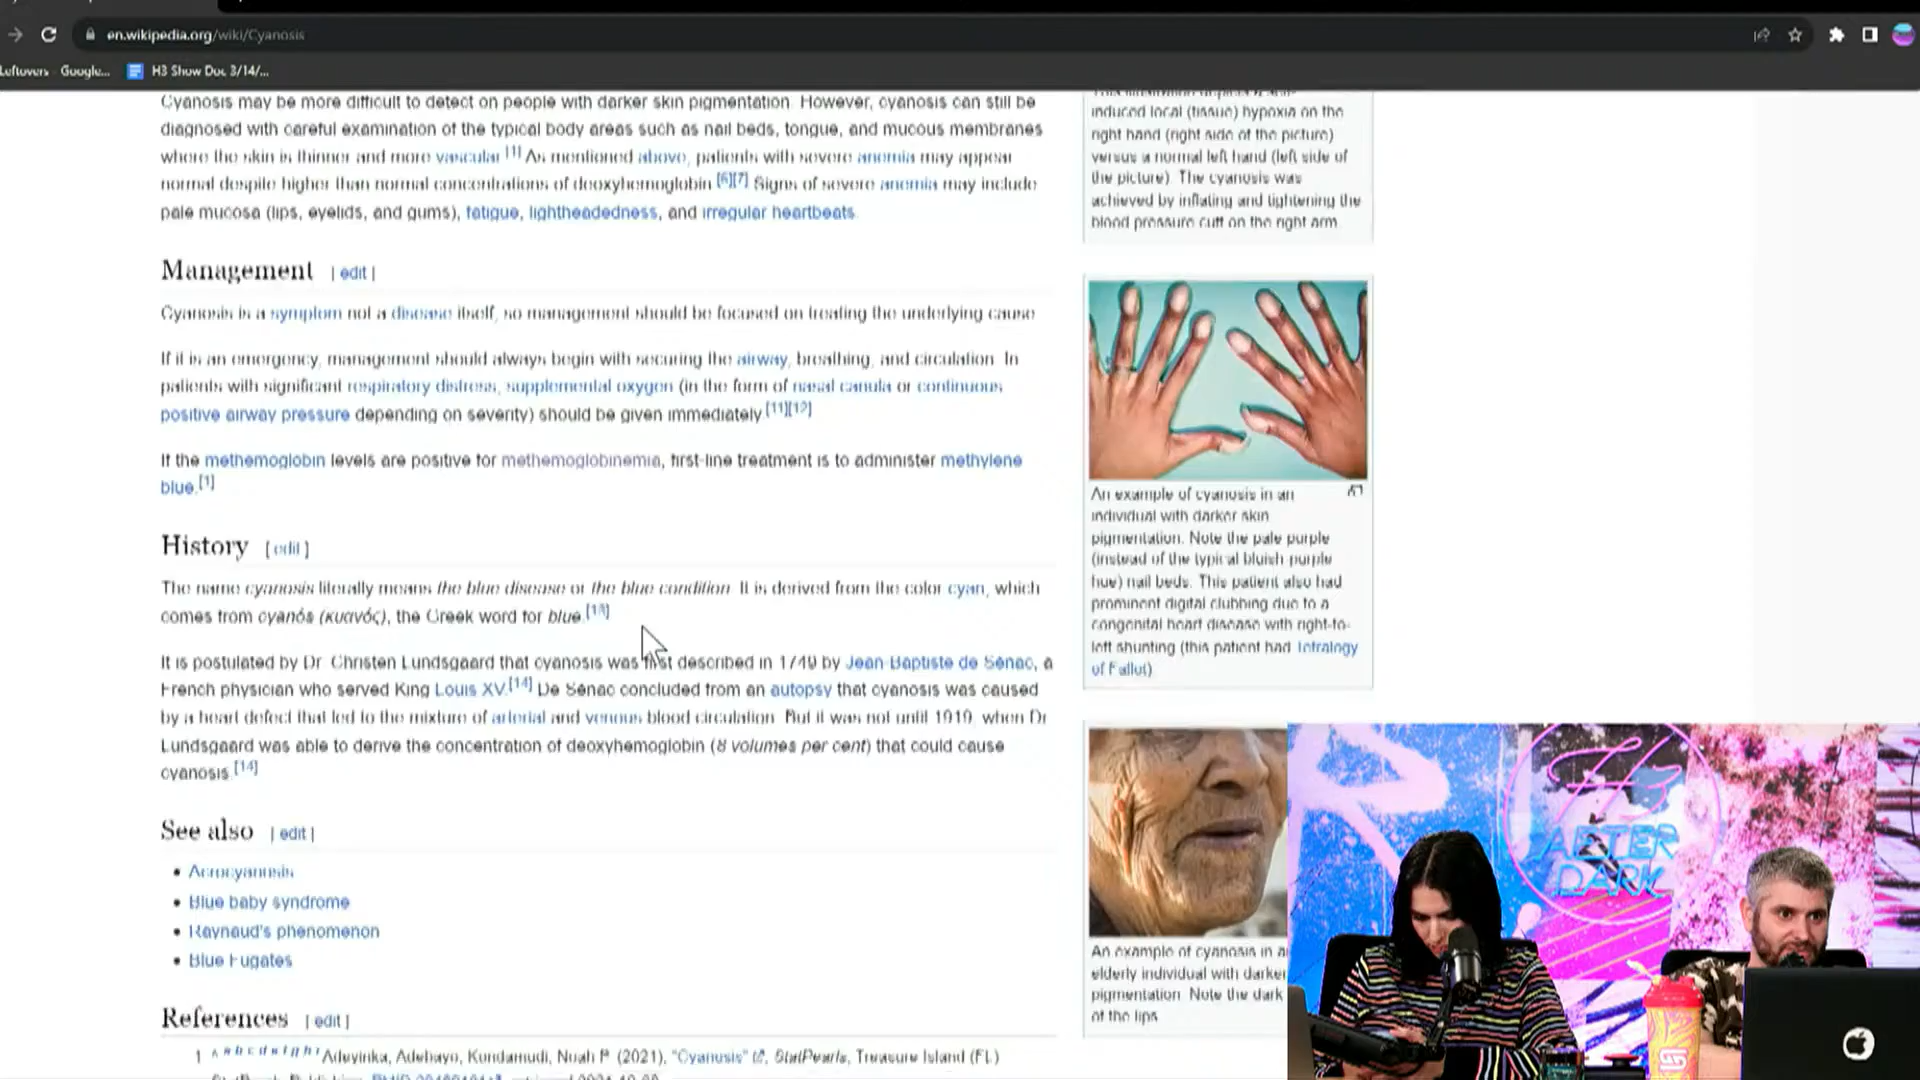 en.wikipedia.org/wiki/Cyanosis
Leftovers - Google...
H3 Show Doc 3/14/...
Cyanosis may be more difficult to detect on people with darker skin pigmentation. However, cyanosis can still be
diagnosed with careful examination of the typical body areas such as nail beds, tongue, and mucous membranes
where the skin is thinner and more vascular.[1] As mentioned above, patients with severe anemia may appear
normal despite higher than normal concentrations of deoxyhemoglobin.[6][7] Signs of severe anemia may include
pale mucosa (lips, eyelids, and gums), fatigue, lightheadedness, and irregular heartbeats.
Management [ edit ]
Cyanosis is a symptom not a disease itself, so management should be focused on treating the underlying cause
If it is an emergency, management should always begin with securing the airway, breathing, and circulation. In
patients with significant respiratory distress, supplemental oxygen (in the form of nasal canula or continuous
positive airway pressure depending on severity) should be given immediately.[11][12]
If the methemoglobin levels are positive for methemoglobinemia, first-line treatment is to administer methylene
blue.[1]
History [ edit ]
The name cyanosis literally means the blue disease or the blue condition. It is derived from the color cyan, which
comes from cyanós (κυανός), the Greek word for blue.[13]
It is postulated by Dr. Christen Lundsgaard that cyanosis was first described in 1749 by Jean-Baptiste de Sénac, a
French physician who served King Louis XV.[14] De Sénac concluded from an autopsy that cyanosis was caused
by a heart defect that led to the mixture of arterial and venous blood circulation. But it was not until 1919, when Dr
Lundsgaard was able to derive the concentration of deoxyhemoglobin (8 volumes per cent) that could cause
cyanosis.[14]
See also [ edit ]
Acrocyanosis
Blue baby syndrome
Raynaud's phenomenon
Blue Fugates
References [ edit ]
1 ^ a b c d e f g h i Adeyinka, Adebayo, Kondamudi, Noah P. (2021), "Cyanosis", StatPearls, Treasure Island (FL)
induced local (tissue) hypoxia on the
right hand (right side of the picture)
versus a normal left hand (left side of
the picture). The cyanosis was
achieved by inflating and tightening the
blood pressure cuff on the right arm
An example of cyanosis in an
individual with darker skin
pigmentation. Note the pale purple
(instead of the typical bluish-purple
hue) nail beds. This patient also had
prominent digital clubbing due to a
congenital heart disease with right-to-
left shunting (this patient had Tetralogy
of Fallot)
An example of cyanosis in a
elderly individual with darker
pigmentation. Note the dark
of the lips
h3
AFTER
DARK